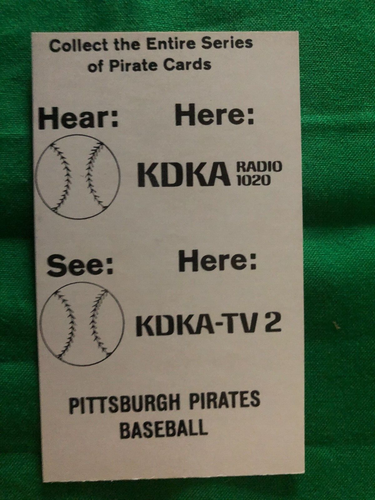 Collect the Entire Series
of Pirate Cards
Hear: Here:
KDKA RADIO 1020
See: Here:
KDKA-TV 2
PITTSBURGH PIRATES
BASEBALL